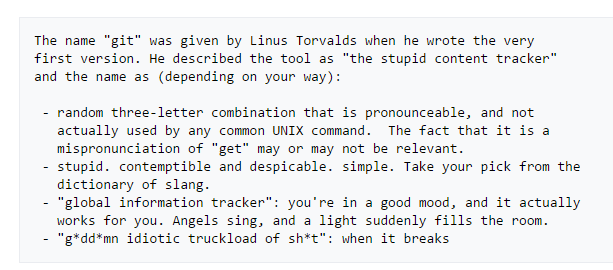 The name "git" was given by Linus Torvalds when he wrote the very
first version. He described the tool as "the stupid content tracker"
and the name as (depending on your way):
- random three-letter combination that is pronounceable, and not
actually used by any common UNIX command.  The fact that it is a
mispronunciation of "get" may or may not be relevant.
- stupid. contemptible and despicable. simple. Take your pick from the
dictionary of slang.
- "global information tracker": you're in a good mood, and it actually
works for you. Angels sing, and a light suddenly fills the room.
- "g*dd*mn idiotic truckload of sh*t": when it breaks